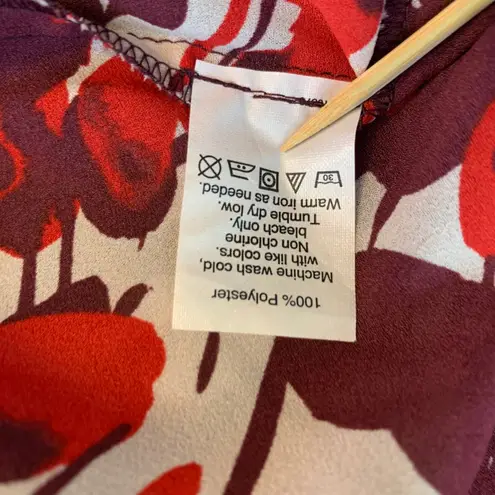 100% Polyester
Machine wash cold,
with like colors.
Non chlorine
bleach only.
Tumble dry low.
Warm iron as needed.
30